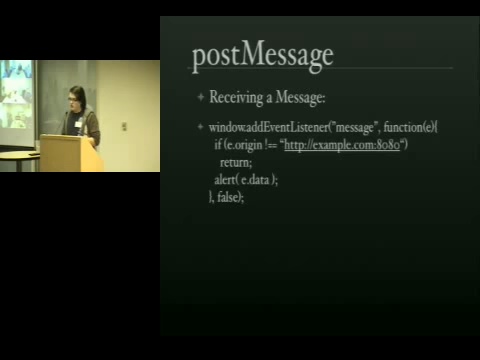 postMessage
Receiving a Message:
window.addEventListener("message", function(e){
if (e.origin !== "http://example.com:8080")
return;
alert( e.data );
}, false);